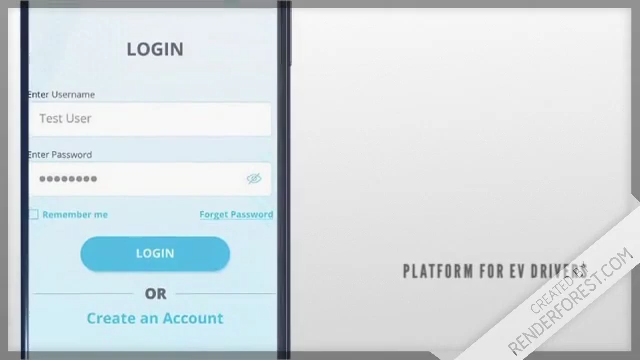 LOGIN
Enter Username
Test User
Enter Password
Remember me
Forget Password
LOGIN
OR
Create an Account
PLATFORM FOR EV DRIVERS
CREATED BY
RENDERFOREST.COM